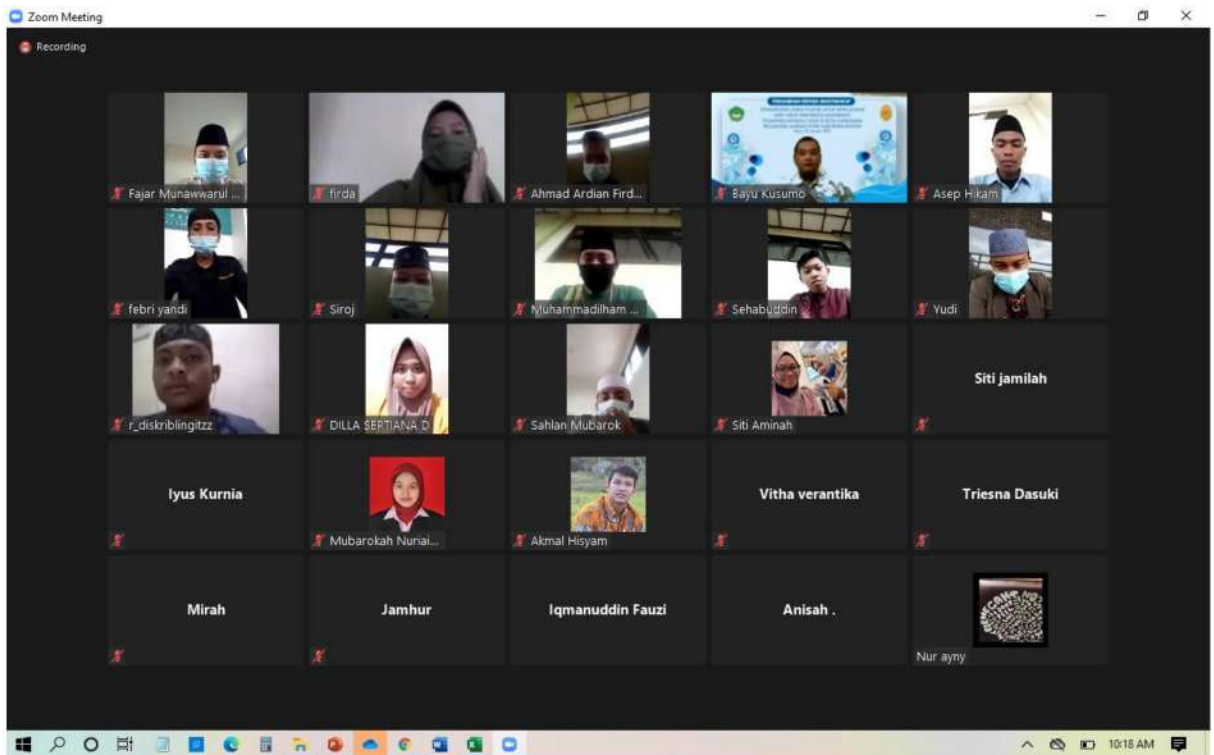 Zoom Meeting
Recording
Fajar Munawwarul ...
firda
Ahmad Ardian Fird...
Bayu Kusumo
Asep Hikam
febri yandi
Siroj
Muhammadilham ...
Sehabuddin
Yudi
r_diskriblingitzz
DILLA SEPTIANA D
Sahlan Mubarok
Siti Aminah
Siti jamilah
Iyus Kurnia
Mubarokah Nuriai...
Akmal Hisyam
Vitha verantika
Triesna Dasuki
Mirah
Jamhur
Iqmanuddin Fauzi
Anisah .
Nur ayny
10:18 AM